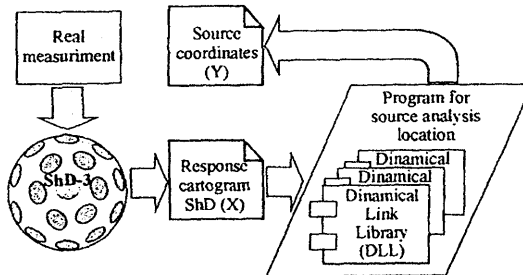 Real
measuriment
Source
coordinates
(Y)
Program for
source analysis
location
ShD-3
Response
cartogram
ShD (X)
Dinamical
Dinamical
Dinamical
Link
Library
(DLL)